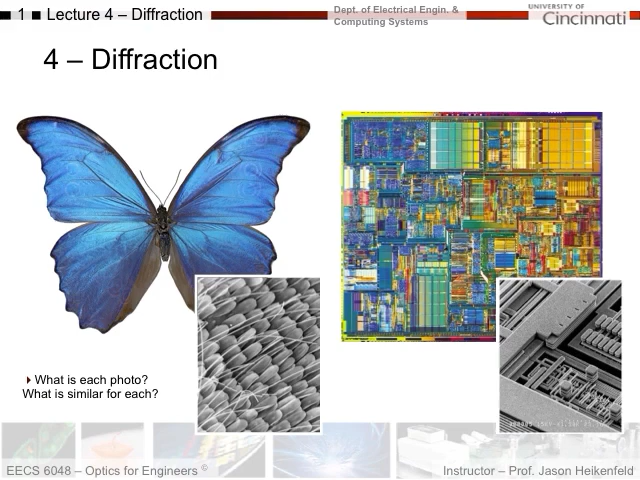 1 ■ Lecture 4 – Diffraction
Dept. of Electrical Engin. &
Computing Systems
UNIVERSITY OF
Cincinnati
4 – Diffraction
What is each photo?
What is similar for each?
EECS 6048 – Optics for Engineers ©
Instructor – Prof. Jason Heikenfeld